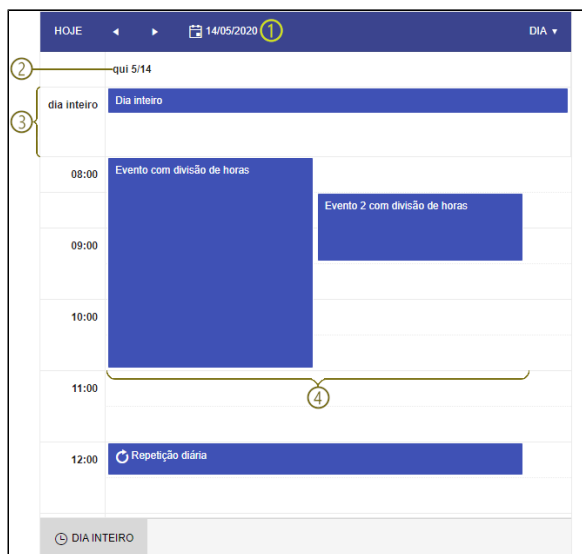 HOJE 14/05/2020 1 DIA
2 qui 5/14
3 dia inteiro Dia inteiro
08:00 Evento com divisão de horas
Evento 2 com divisão de horas
09:00
10:00
11:00
4
12:00 Repetição diária
DIA INTEIRO